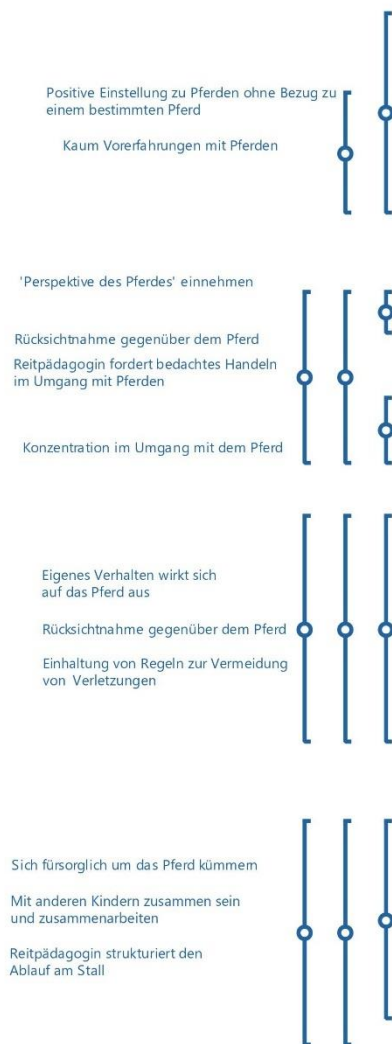 Positive Einstellung zu Pferden ohne Bezug zu
einem bestimmten Pferd
Kaum Vorerfahrungen mit Pferden
'Perspektive des Pferdes' einnehmen
Rücksichtnahme gegenüber dem Pferd
Reitpädagogin fordert bedachtes Handeln
im Umgang mit Pferden
Konzentration im Umgang mit dem Pferd
Eigenes Verhalten wirkt sich
auf das Pferd aus
Rücksichtnahme gegenüber dem Pferd
Einhaltung von Regeln zur Vermeidung
von Verletzungen
Sich fürsorglich um das Pferd kümmern
Mit anderen Kindern zusammen sein
und zusammenarbeiten
Reitpädagogin strukturiert den
Ablauf am Stall